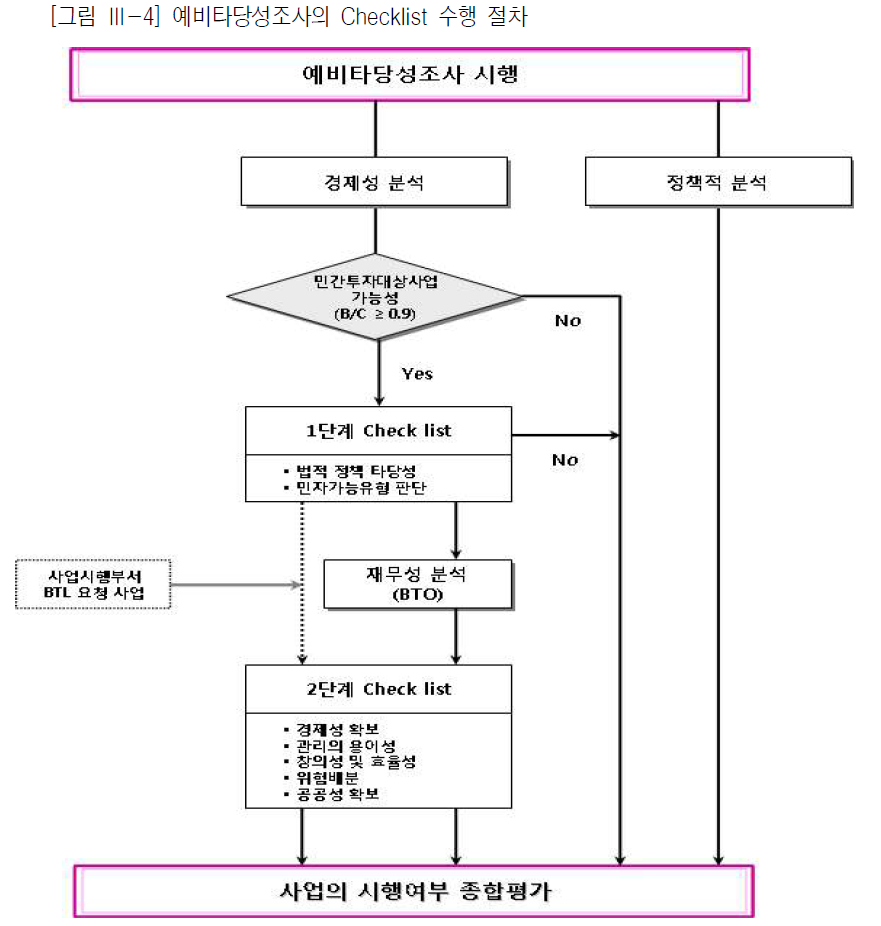 [그림 Ⅲ-4] 예비타당성조사의 Checklist 수행 절차
예비타당성조사 시행
경제성 분석
정책적 분석
민간투자대상사업
가능성
(B/C ≥ 0.9)
No
Yes
1단계 Check list
No
▪ 법적 정책 타당성
▪ 민자가능유형 판단
사업시행부서
BTL 요청 사업
재무성 분석
(BTO)
2단계 Check list
▪ 경제성 확보
▪ 관리의 용이성
▪ 창의성 및 효율성
▪ 위험배분
▪ 공공성 확보
사업의 시행여부 종합평가